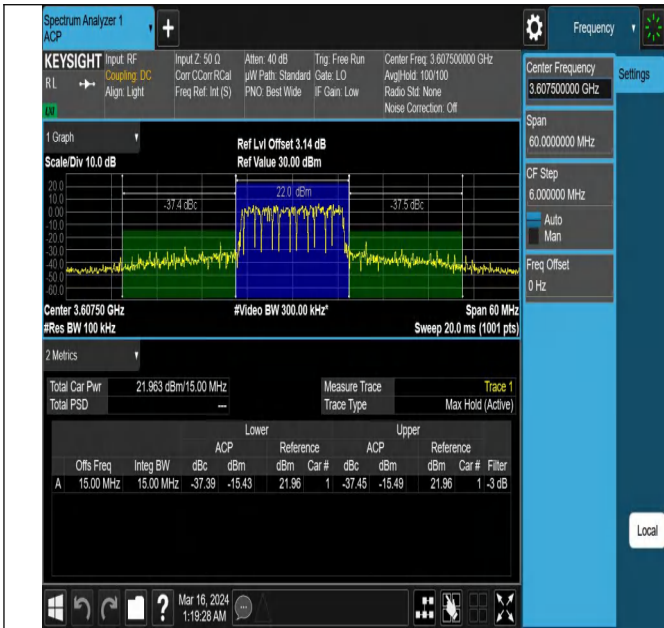 Spectrum Analyzer 1
ACP
Frequency
KEYSIGHT
RL
LXI
Input: RF
Coupling: DC
Align: Light
Input Z: 50 Ω
Corr CCorr RCal
Freq Ref: Int (S)
Atten: 40 dB
µW Path: Standard
PNO: Best Wide
Trig: Free Run
Gate: LO
IF Gain: Low
Center Freq: 3.607500000 GHz
Avg|Hold: 100/100
Radio Std: None
Noise Correction: Off
Center Frequency
3.607500000 GHz
Settings
Span
60.0000000 MHz
CF Step
6.000000 MHz
Auto
Man
Freq Offset
0 Hz
Local
1 Graph
Scale/Div 10.0 dB
Ref Lvl Offset 3.14 dB
Ref Value 30.00 dBm
20.0
10.0
0.00
-10.0
-20.0
-30.0
-40.0
-50.0
-60.0
-37.4 dBc
22.0 dBm
-37.5 dBc
Center 3.60750 GHz
#Video BW 300.00 kHz*
Span 60 MHz
#Res BW 100 kHz
Sweep 20.0 ms (1001 pts)
2 Metrics
Total Car Pwr 21.963 dBm/15.00 MHz
Total PSD ---
Measure Trace Trace 1
Trace Type Max Hold (Active)
Lower Upper
ACP Reference ACP Reference
Offs Freq Integ BW dBc dBm dBm Car # dBc dBm dBm Car # Filter
A 15.00 MHz 15.00 MHz -37.39 -15.43 21.96 1 -37.45 -15.49 21.96 1 -3 dB
?
Mar 16, 2024
1:19:28 AM